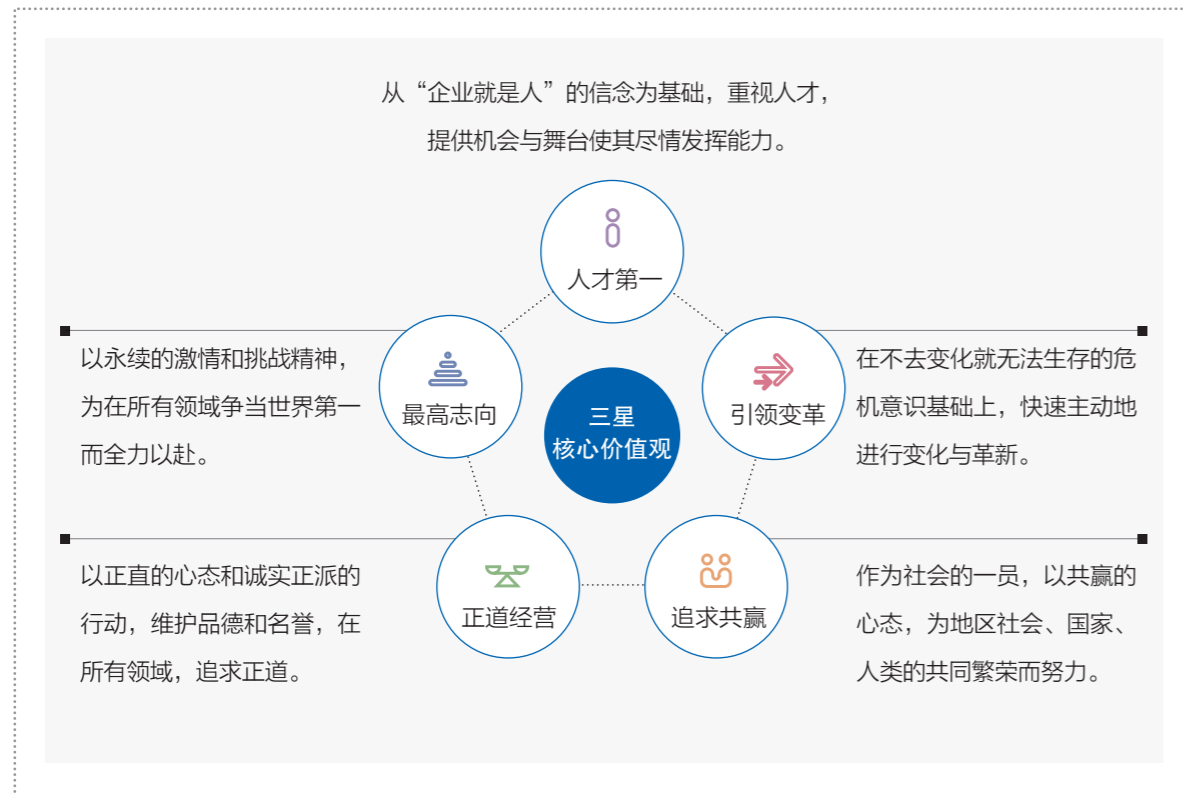 从“企业就是人”的信念为基础，重视人才，
提供机会与舞台使其尽情发挥能力。
人才第一
以永续的激情和挑战精神，
为在所有领域争当世界第一
而全力以赴。
最高志向
三星
核心价值观
引领变革
在不去变化就无法生存的危
机意识基础上，快速主动地
进行变化与革新。
以正直的心态和诚实正派的
行动，维护品德和名誉，在
所有领域，追求正道。
正道经营
追求共赢
作为社会的一员，以共赢的
心态，为地区社会、国家、
人类的共同繁荣而努力。